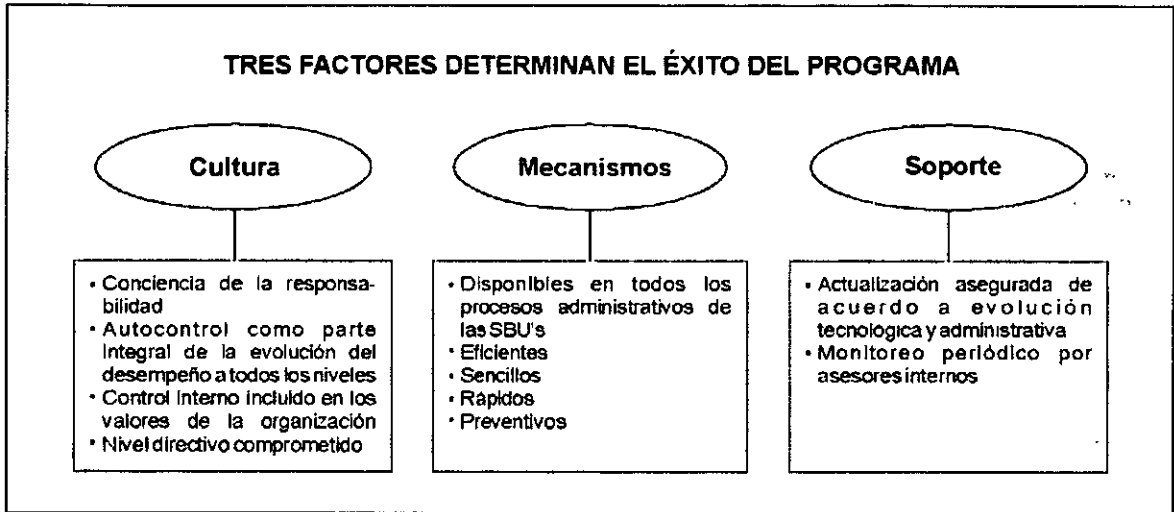 TRES FACTORES DETERMINAN EL ÉXITO DEL PROGRAMA
Cultura
• Conciencia de la responsa-
bilidad
• Autocontrol como parte
Integral de la evolución del
desempeño a todos los niveles
• Control Interno incluido en los
valores de la organización
• Nivel directivo comprometido
Mecanismos
• Disponibles en todos los
procesos administrativos de
las SBU's
• Eficientes
• Sencillos
• Rápidos
• Preventivos
Soporte
• Actualización asegurada de
acuerdo a evolución
tecnológica y administrativa
• Monitoreo periódico por
asesores internos